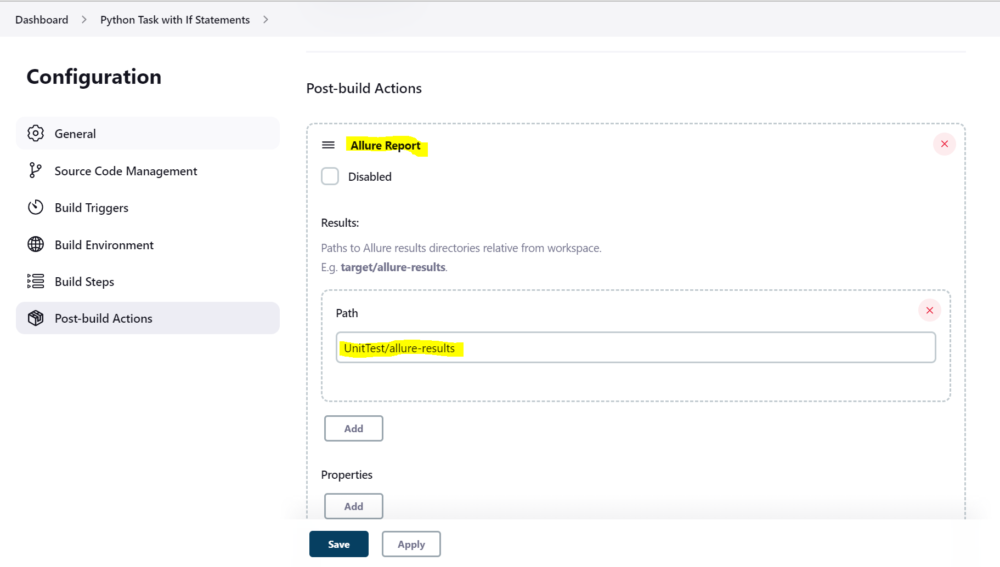 Dashboard > Python Task with If Statements >
Configuration
General
Source Code Management
Build Triggers
Build Environment
Build Steps
Post-build Actions
Post-build Actions
Allure Report
Disabled
Results:
Paths to Allure results directories relative from workspace.
E.g. target/allure-results.
Path
UnitTest/allure-results
Add
Properties
Add
Save
Apply